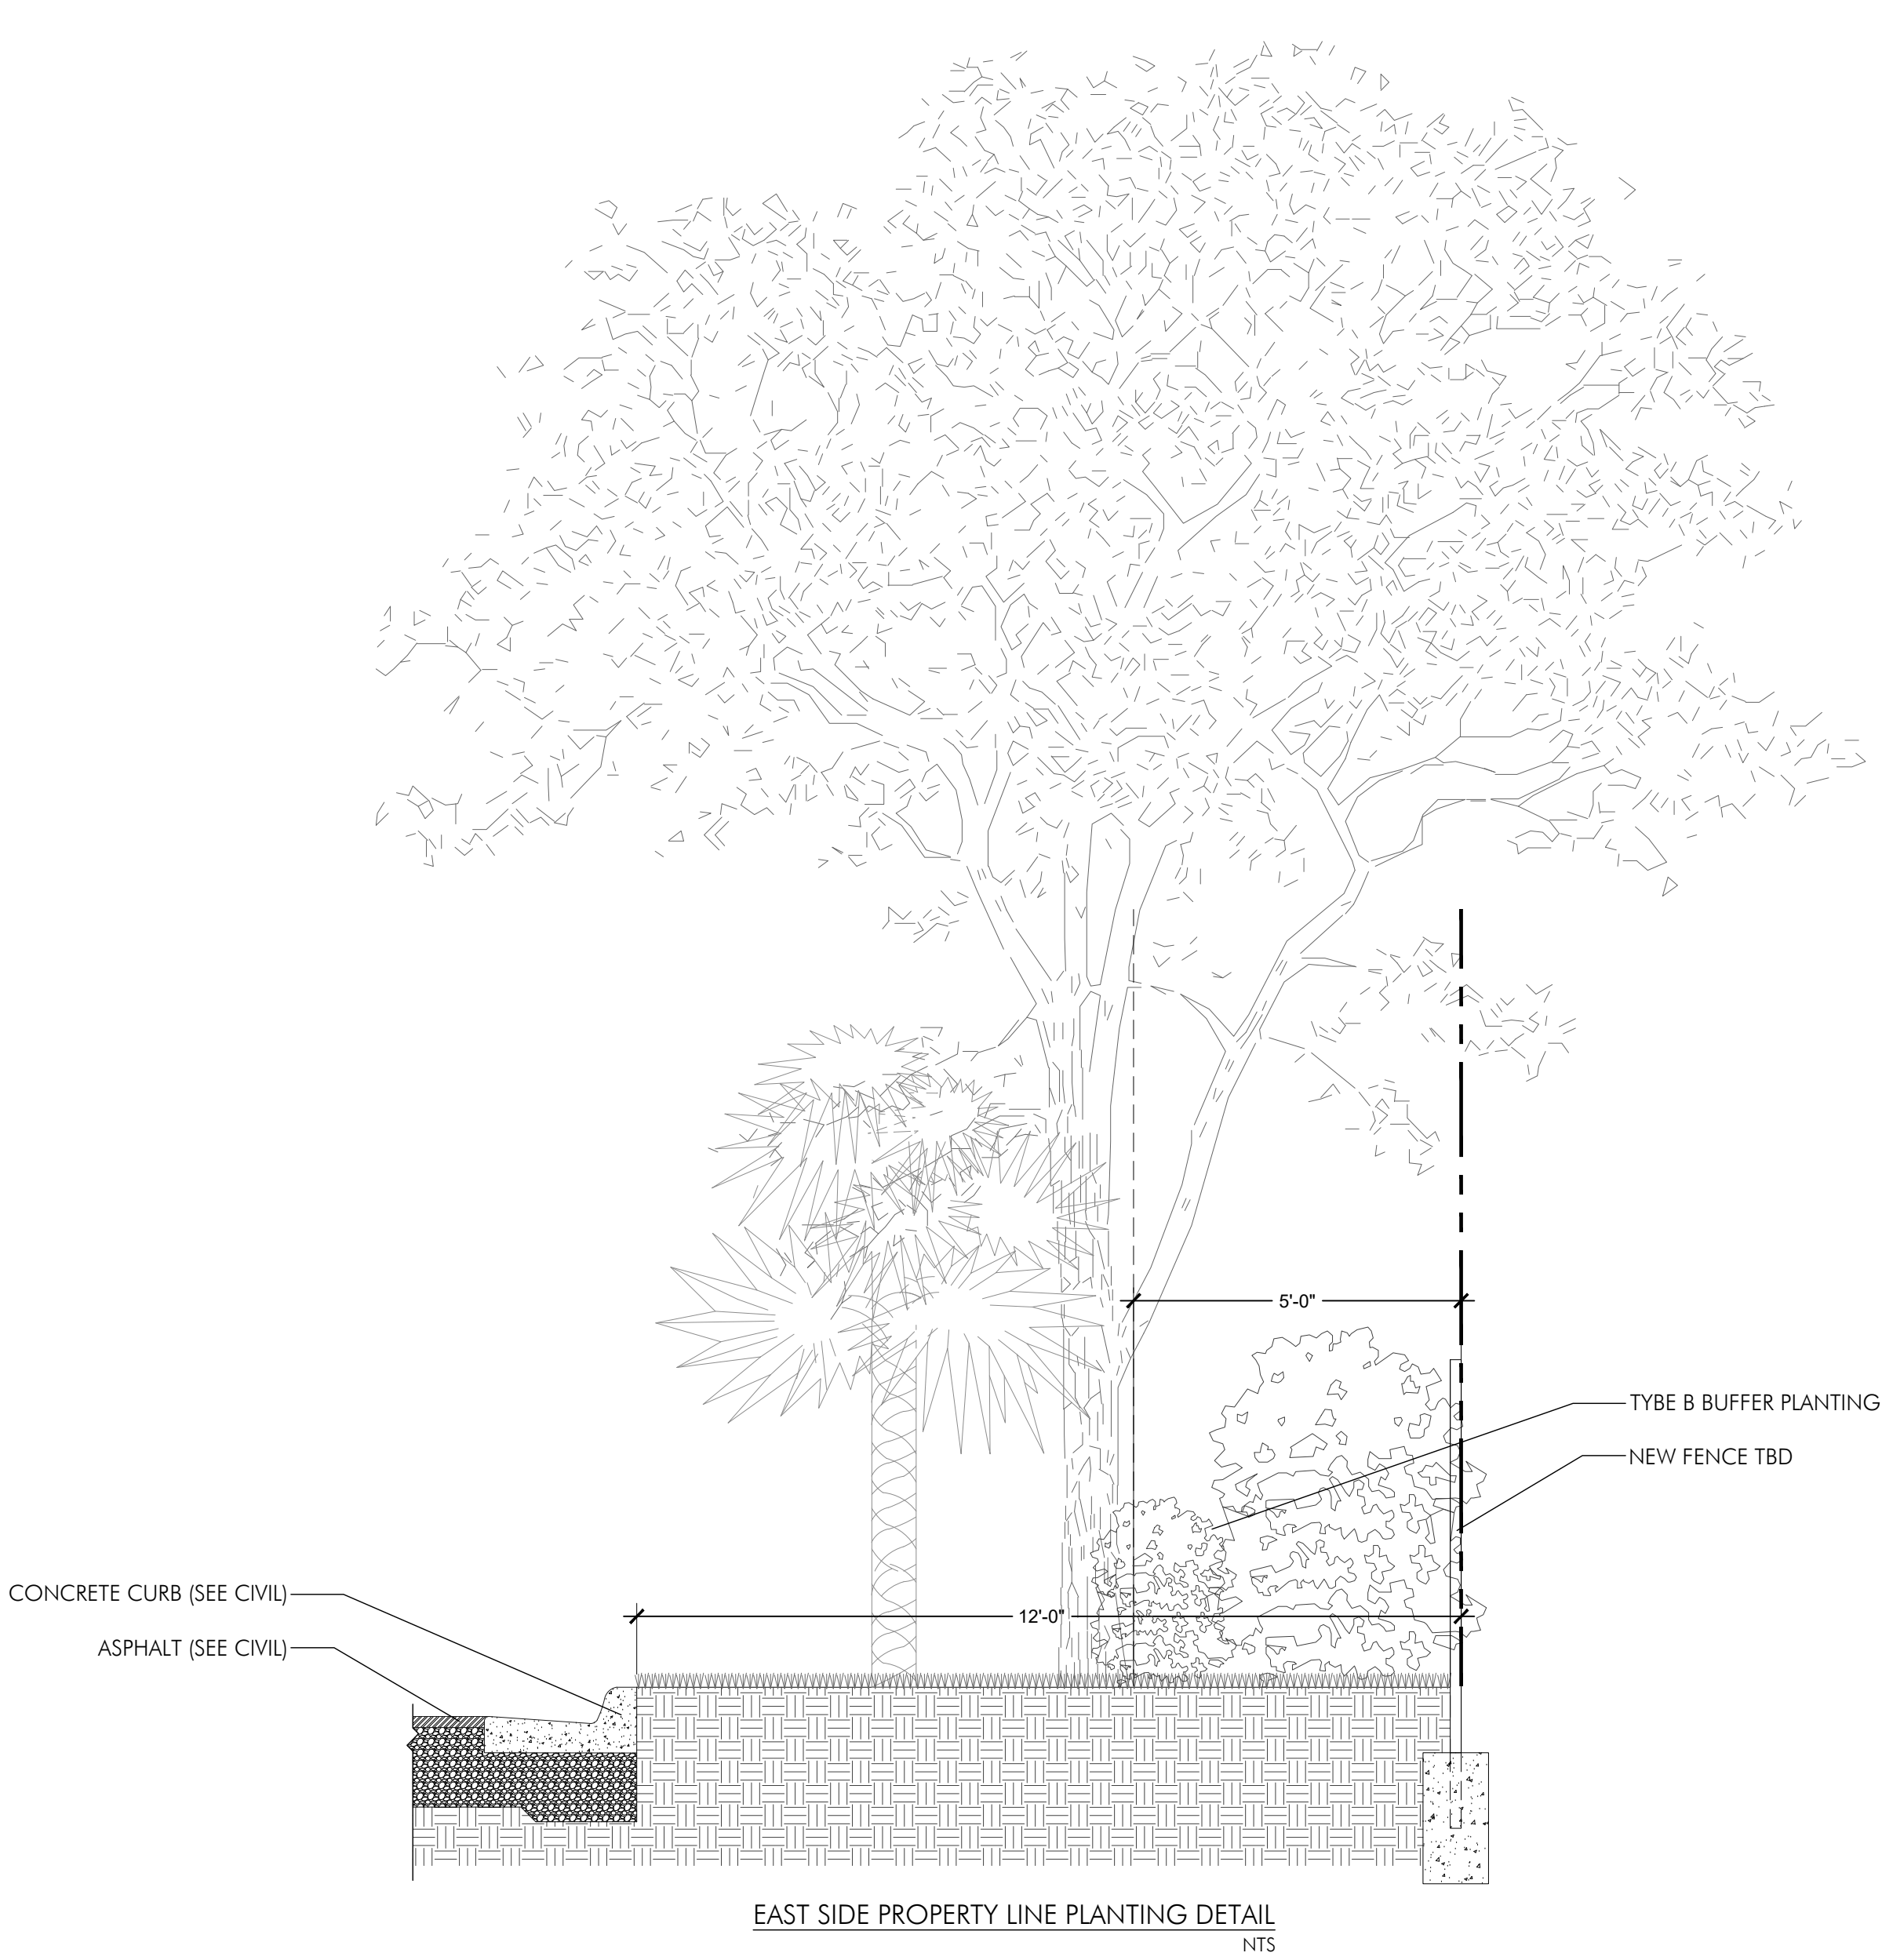 5'-0"
TYBE B BUFFER PLANTING
NEW FENCE TBD
CONCRETE CURB (SEE CIVIL)
12'-0"
ASPHALT (SEE CIVIL)
EAST SIDE PROPERTY LINE PLANTING DETAIL
NTS